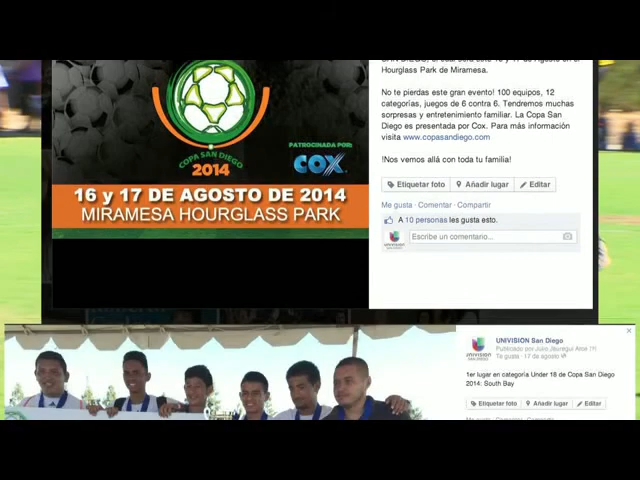 COPA SAN DIEGO
2014
PATROCINADA POR:
COX
16 y 17 DE AGOSTO DE 2014
MIRAMESA HOURGLASS PARK
Hourglass Park de Miramesa.
No te pierdas este gran evento! 100 equipos, 12
categorías, juegos de 6 contra 6. Tendremos muchas
sorpresas y entretenimiento familiar. La Copa San
Diego es presentada por Cox. Para más información
visita www.copasandiego.com
!Nos vemos allá con toda tu familia!
Etiquetar foto Añadir lugar Editar
Me gusta · Comentar · Compartir
A 10 personas les gusta esto.
Escribe un comentario...
UNIVISION San Diego
Te gusta · 17 de agosto
1er lugar en categoría Under 16 de Copa San Diego
2014: South Bay
Etiquetar foto Añadir lugar Editar